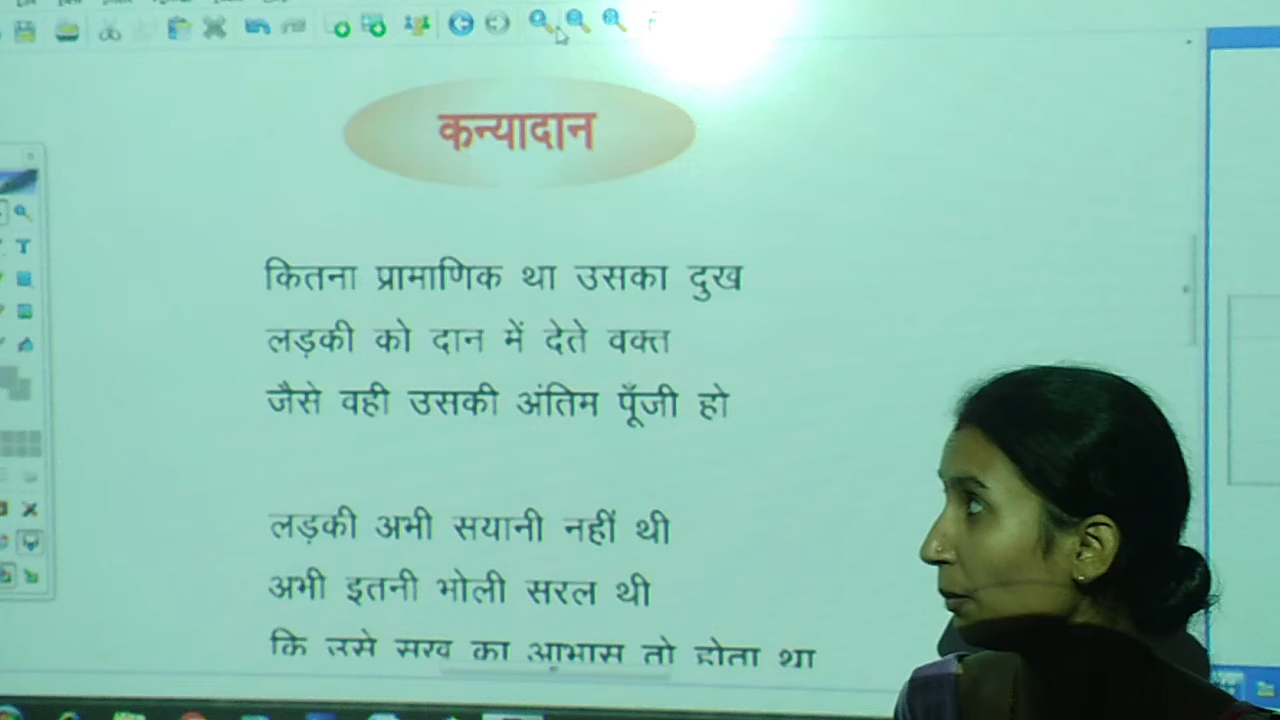 कन्यादान
कितना प्रामाणिक था उसका दुख
लड़की को दान में देते वक्त
जैसे वही उसकी अंतिम पूँजी हो
लड़की अभी सयानी नहीं थी
अभी इतनी भोली सरल थी
कि उसे सुख का आभास तो होता था